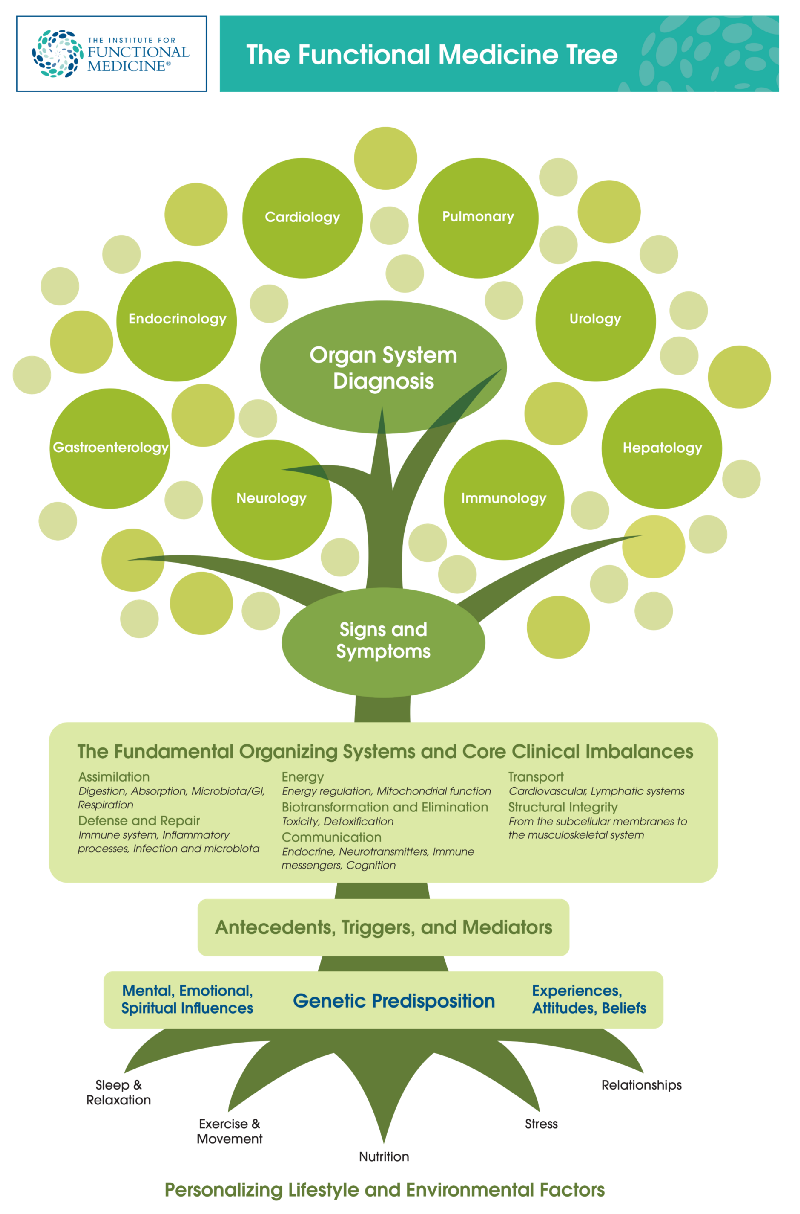 THE INSTITUTE FOR
FUNCTIONAL
MEDICINE®
The Functional Medicine Tree
Cardiology
Pulmonary
Endocrinology
Urology
Organ System
Diagnosis
Gastroenterology
Hepatology
Neurology
Immunology
Signs and
Symptoms
The Fundamental Organizing Systems and Core Clinical Imbalances
Assimilation
Digestion, Absorption, Microbiota/GI,
Respiration
Defense and Repair
Immune system, Inflammatory
processes, Infection and microbiota
Energy
Energy regulation, Mitochondrial function
Biotransformation and Elimination
Toxicity, Detoxification
Communication
Endocrine, Neurotransmitters, Immune
messengers, Cognition
Transport
Cardiovascular, Lymphatic systems
Structural Integrity
From the subcellular membranes to
the musculoskeletal system
Antecedents, Triggers, and Mediators
Mental, Emotional,
Spiritual Influences
Genetic Predisposition
Experiences,
Attitudes, Beliefs
Sleep &
Relaxation
Exercise &
Movement
Nutrition
Stress
Relationships
Personalizing Lifestyle and Environmental Factors